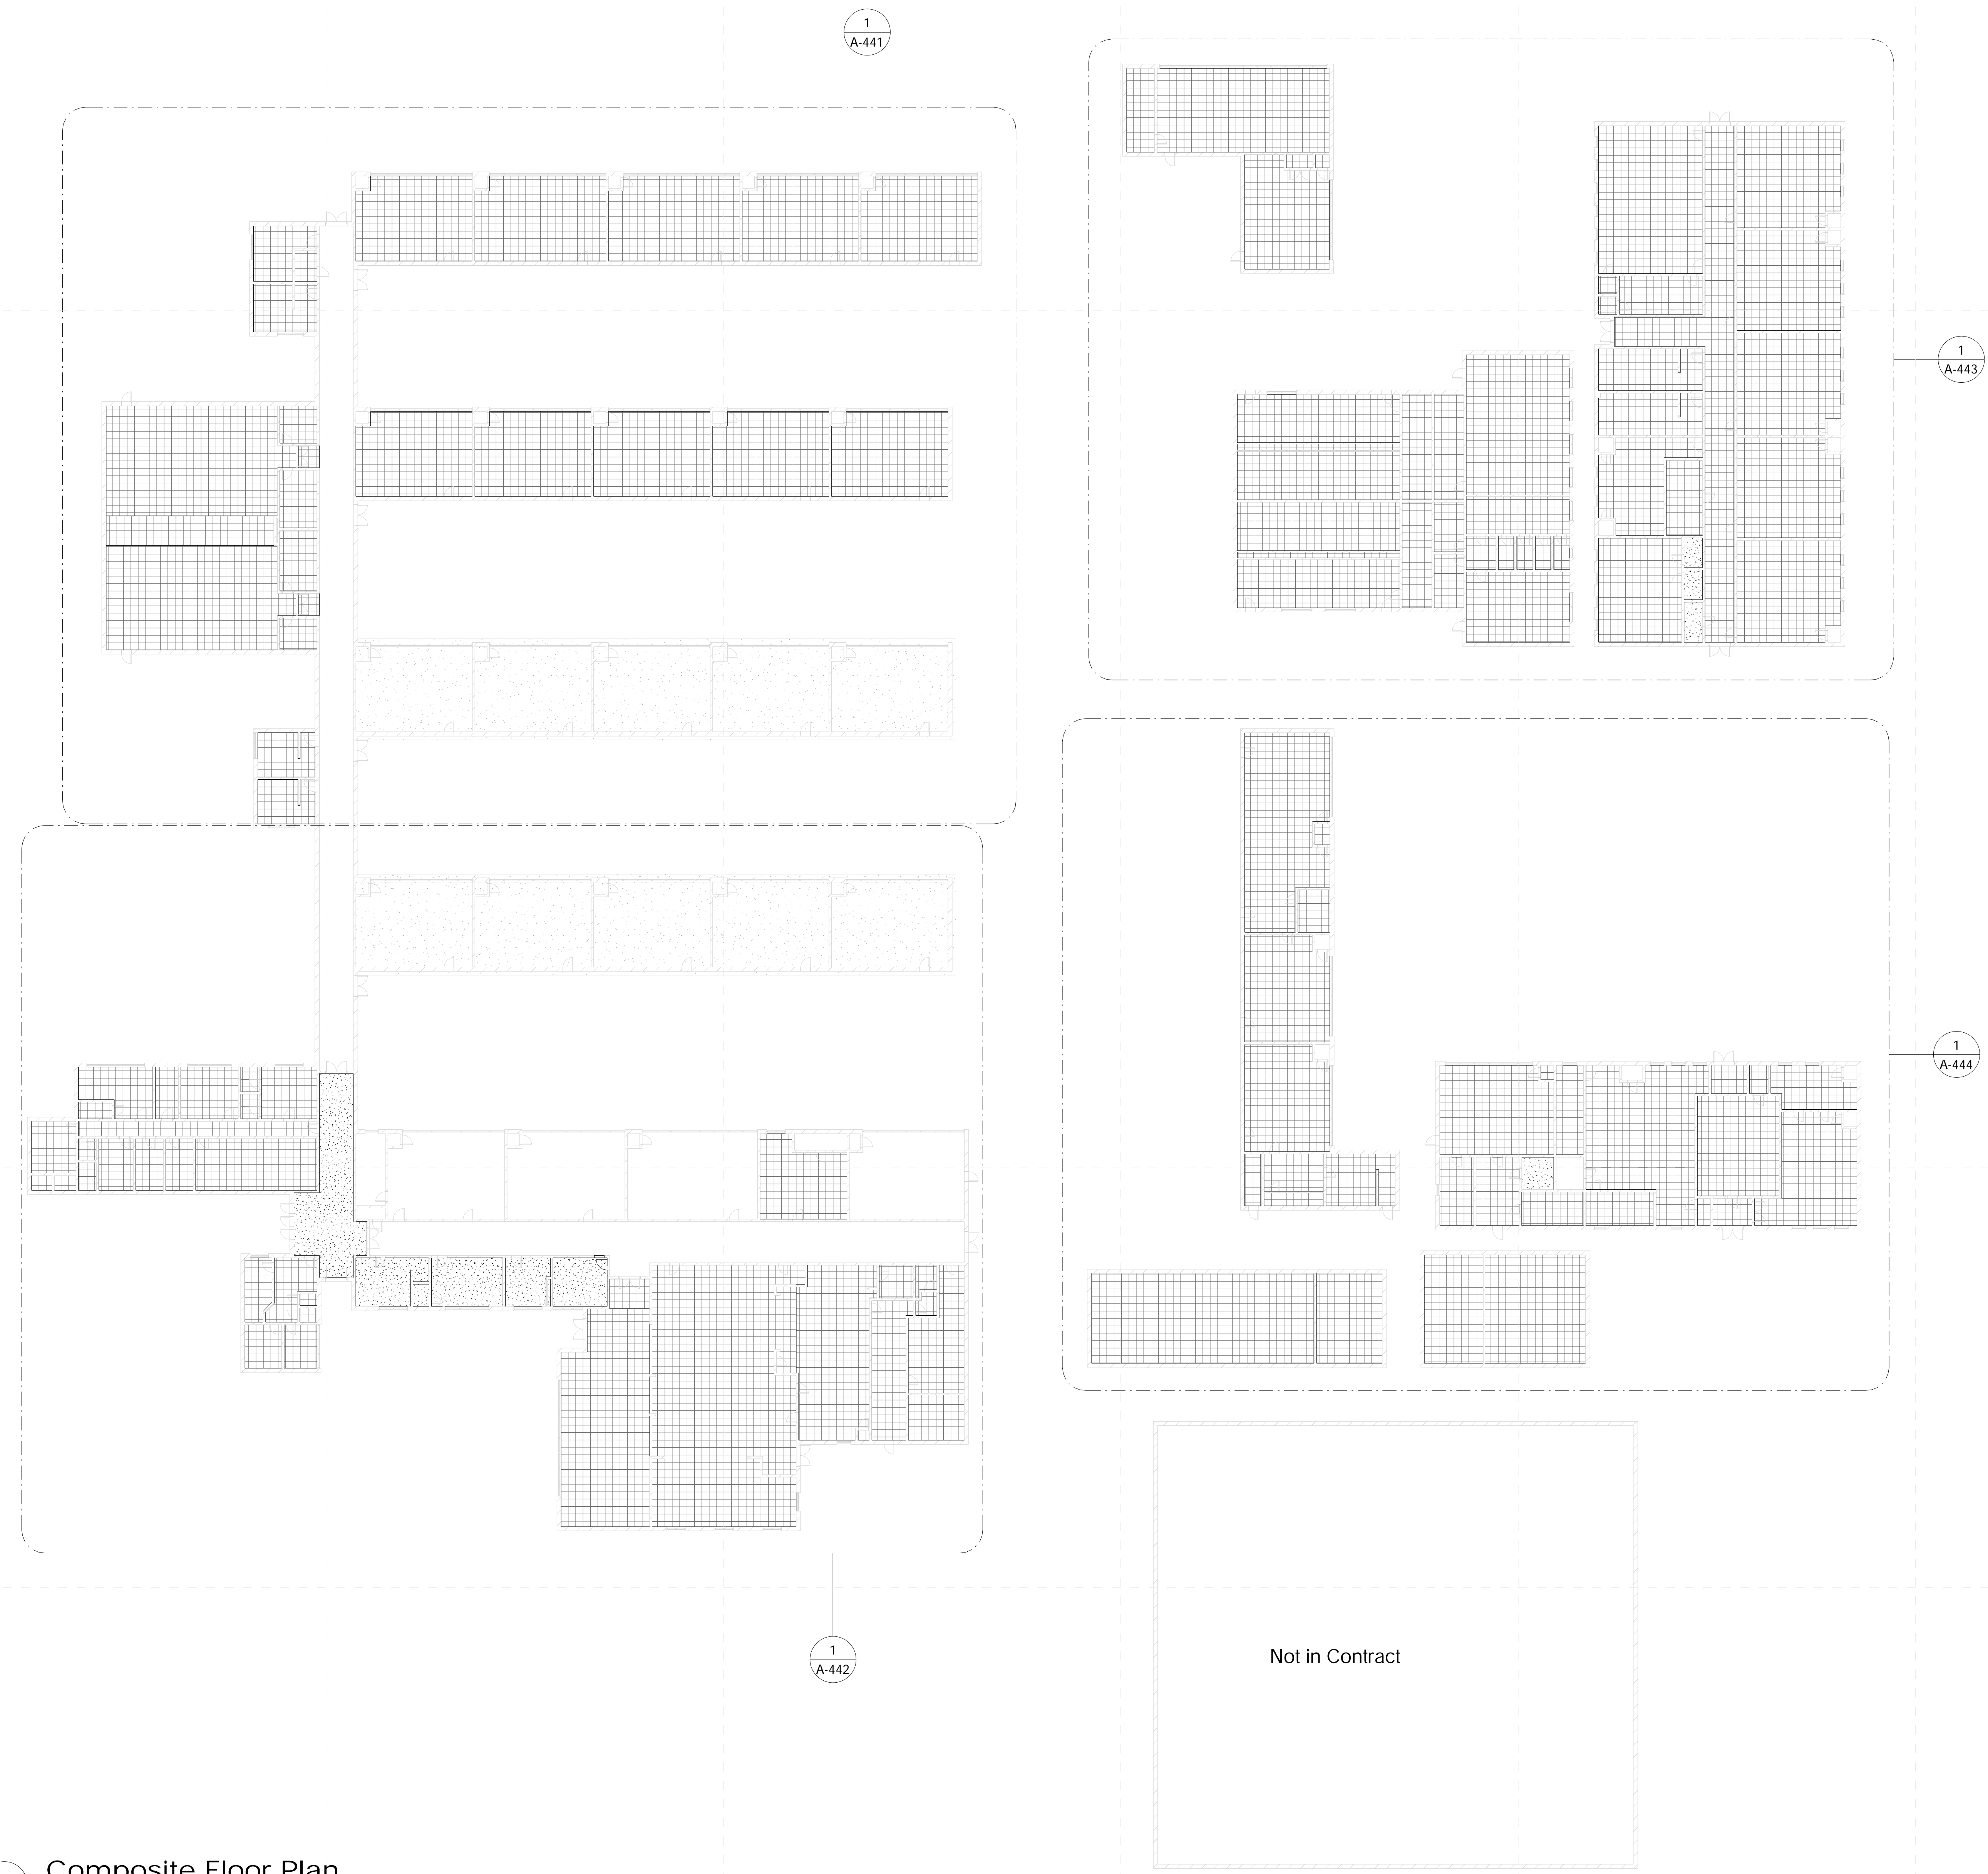 1
A-441
1
A-443
1
A-444
1
A-442
Not in Contract
Composite Floor Plan